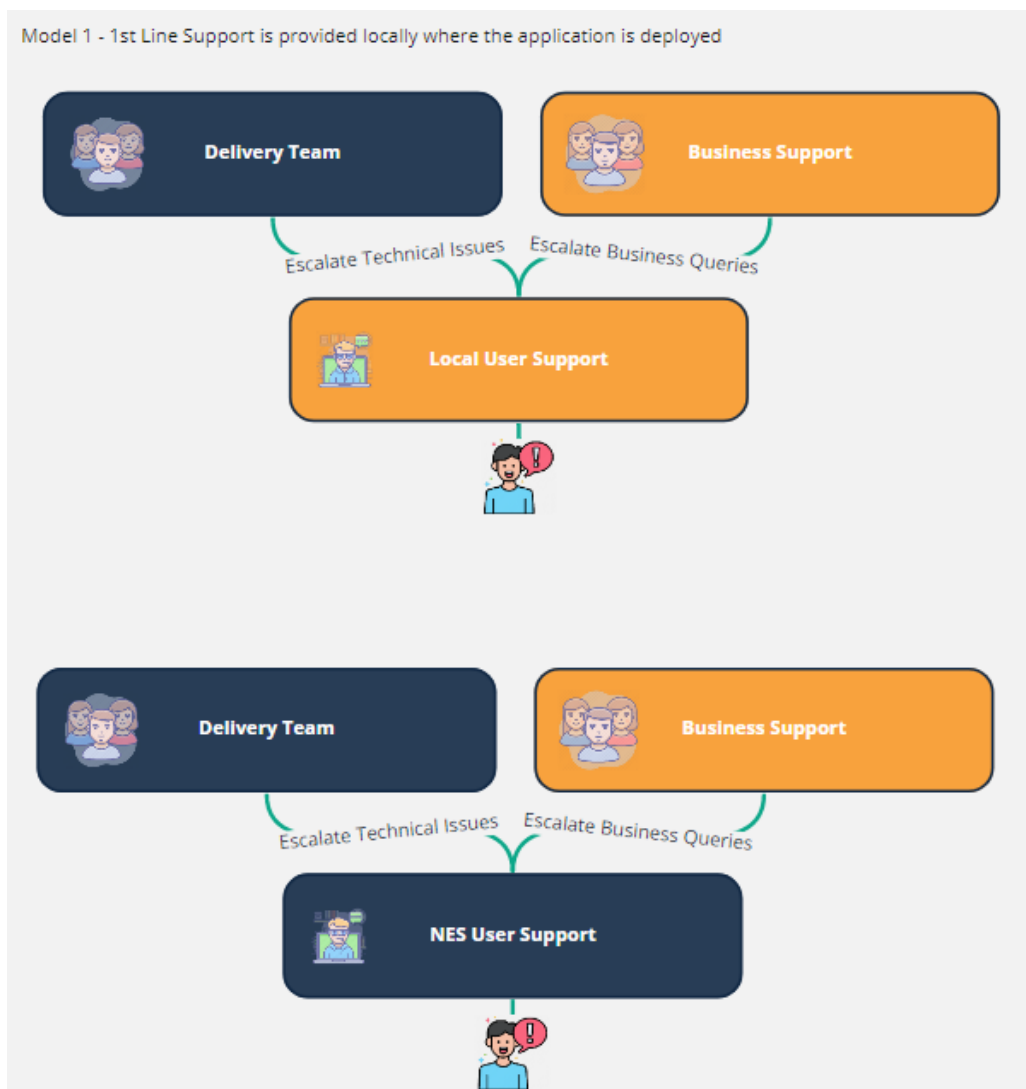 Model 1 - 1st Line Support is provided locally where the application is deployed
Delivery Team
Business Support
Escalate Technical Issues
Escalate Business Queries
Local User Support
Delivery Team
Business Support
Escalate Technical Issues
Escalate Business Queries
NES User Support